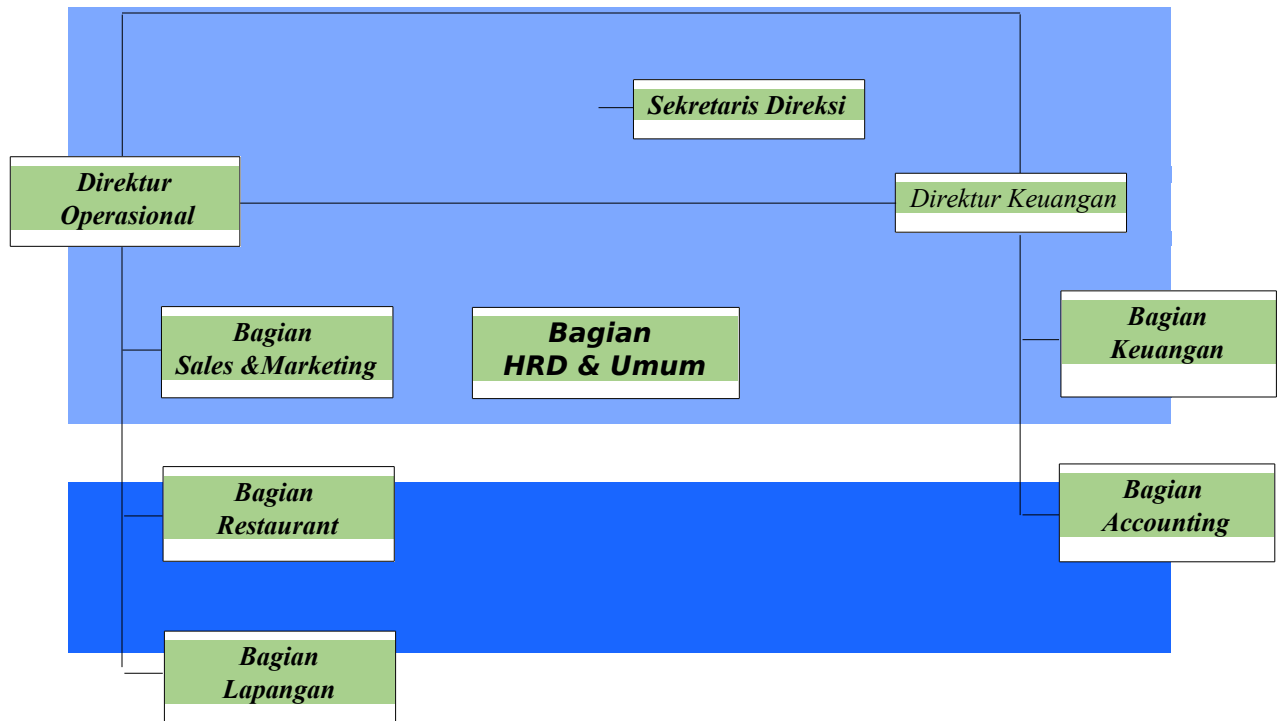 Sekretaris Direksi
Direktur
Operasional
Direktur Keuangan
Bagian
Sales &Marketing
Bagian
HRD & Umum
Bagian
Keuangan
Bagian
Restaurant
Bagian
Accounting
Bagian
Lapangan